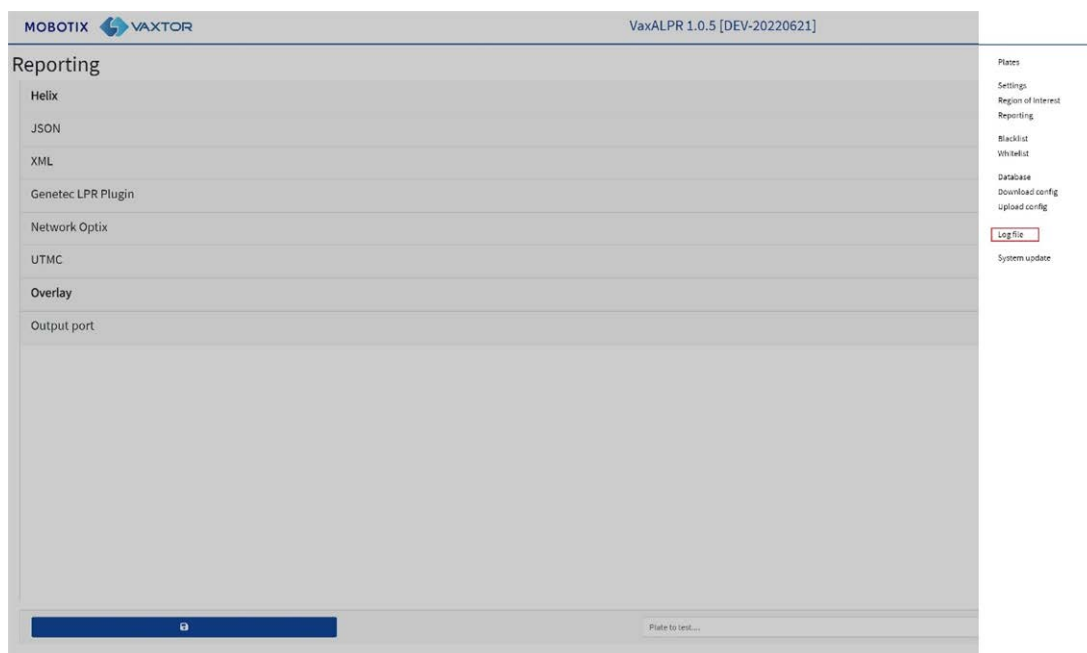 MOBOTIX VAXTOR
VaxALPR 1.0.5 [DEV-20220621]
Reporting
Helix
JSON
XML
Genetec LPR Plugin
Network Optix
UTMC
Overlay
Output port
Plate to test....
Plates
Settings
Region of Interest
Reporting
Blacklist
Whitelist
Database
Download config
Upload config
Log file
System update